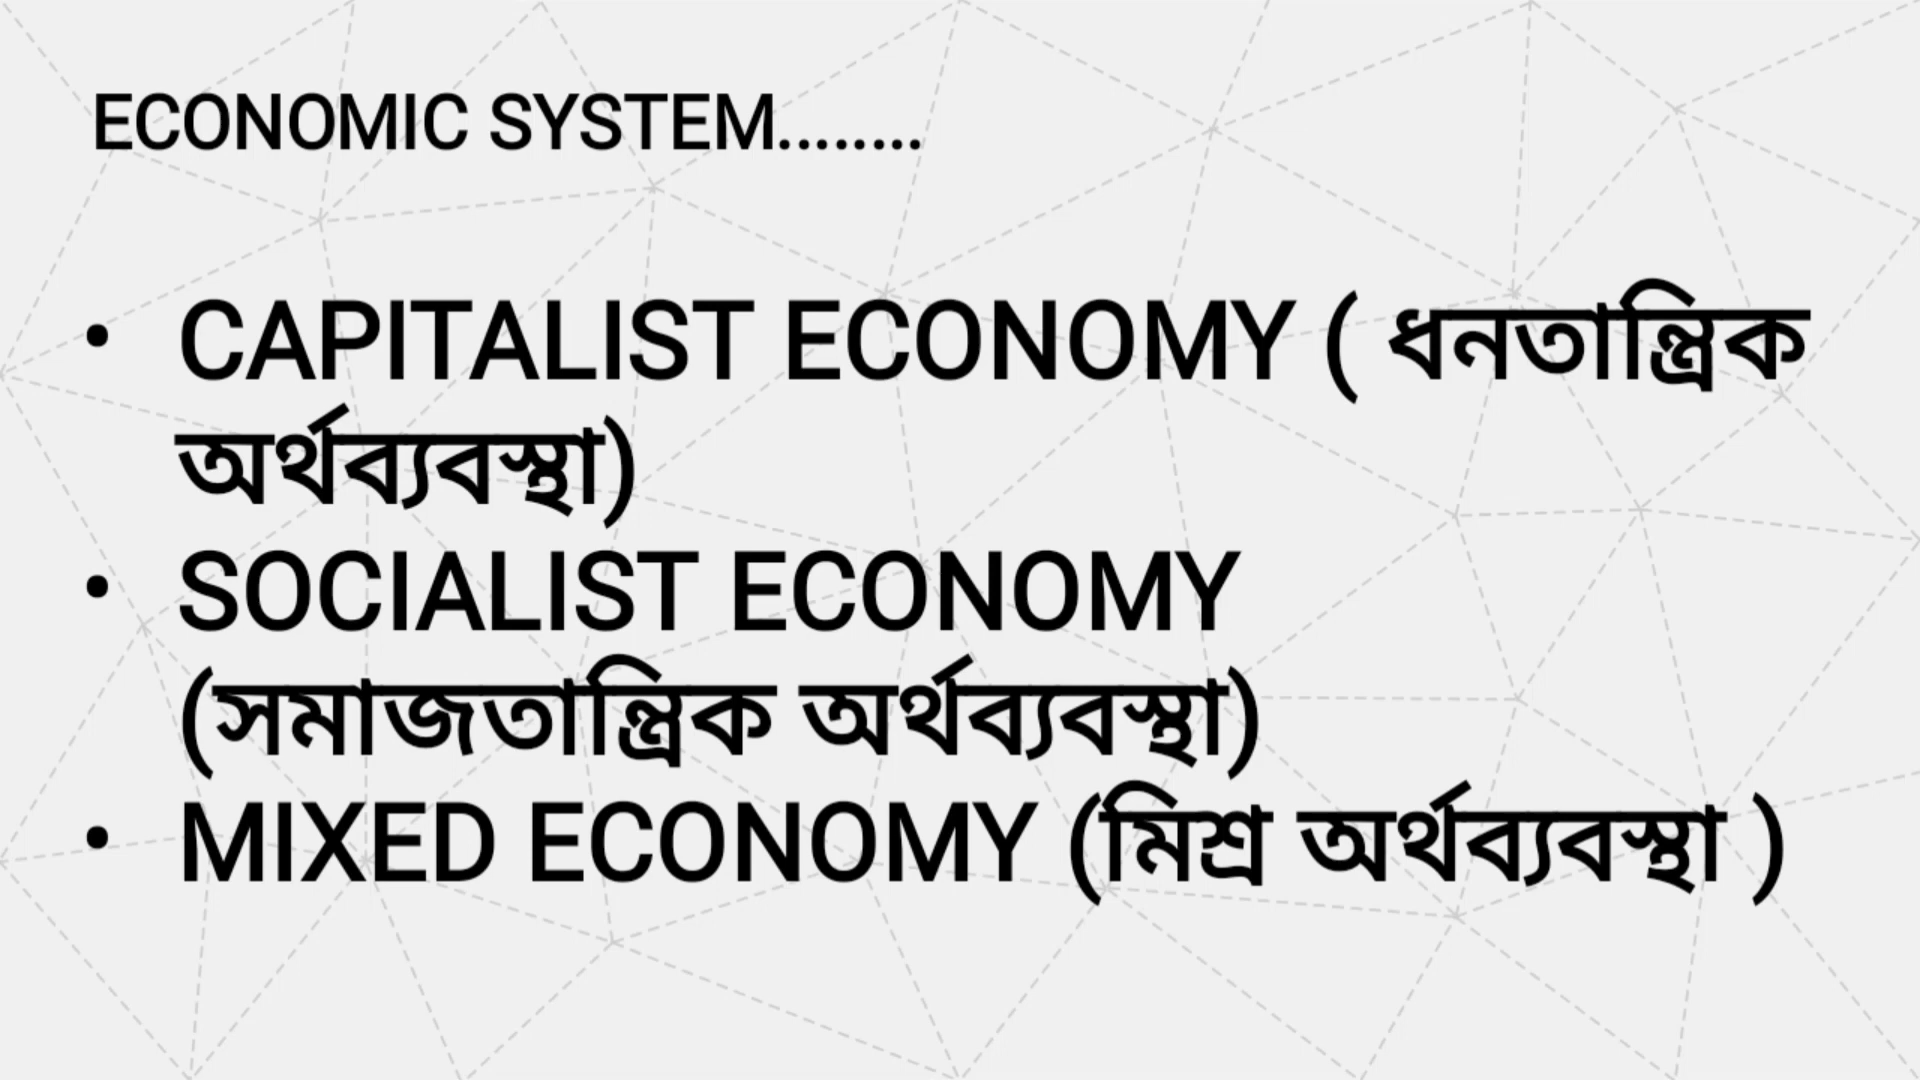 ECONOMIC SYSTEM........
• CAPITALIST ECONOMY ( ধনতান্ত্রিক
অর্থব্যবস্থা)
• SOCIALIST ECONOMY
(সমাজতান্ত্রিক অর্থব্যবস্থা)
• MIXED ECONOMY (মিশ্র অর্থব্যবস্থা )